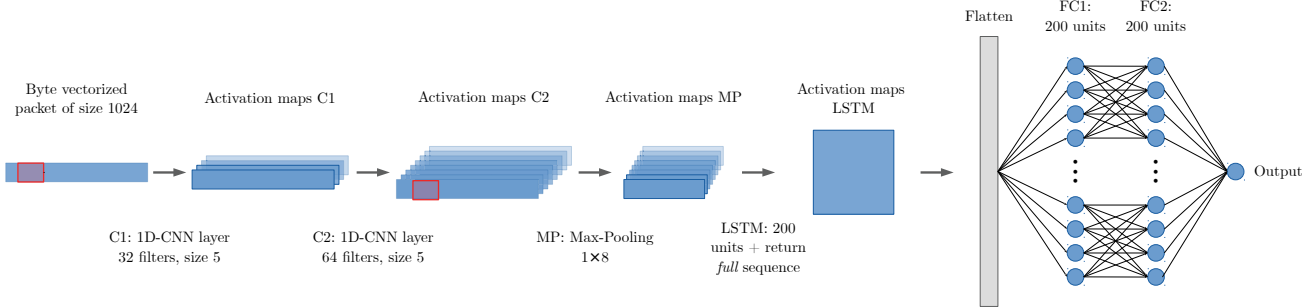 Byte vectorized
packet of size 1024
Activation maps C1
Activation maps C2
Activation maps MP
Activation maps
LSTM
Flatten
FC1:
200 units
FC2:
200 units
Output
C1: 1D-CNN layer
32 filters, size 5
C2: 1D-CNN layer
64 filters, size 5
MP: Max-Pooling
1×8
LSTM: 200
units + return
full sequence